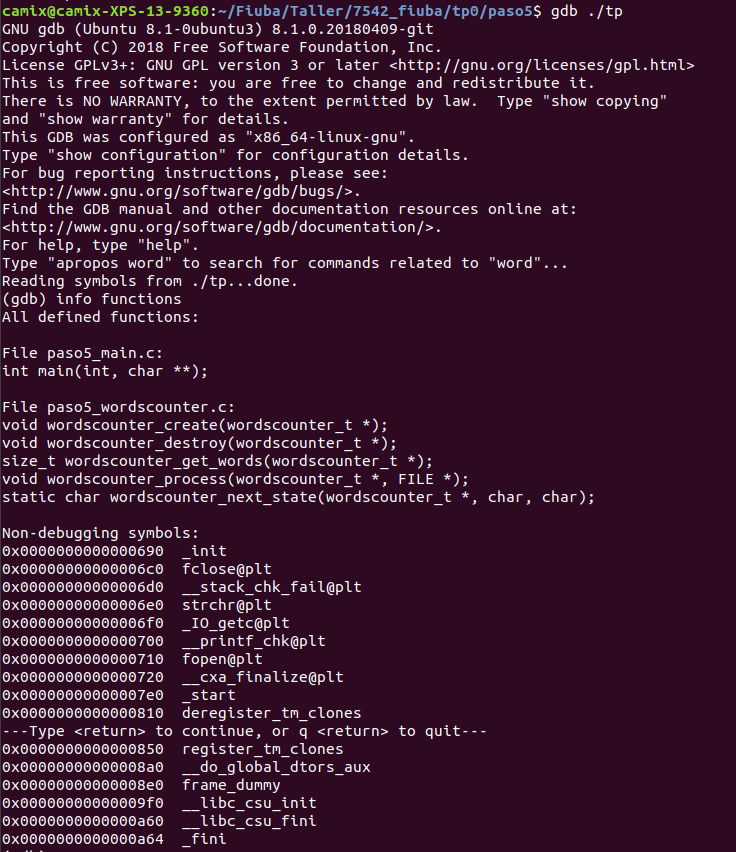 camix@camix-XPS-13-9360:~/Fiuba/Taller/7542_fiuba/tp0/paso5$ gdb ./tp
GNU gdb (Ubuntu 8.1-0ubuntu3) 8.1.0.20180409-git
Copyright (C) 2018 Free Software Foundation, Inc.
License GPLv3+: GNU GPL version 3 or later <http://gnu.org/licenses/gpl.html>
This is free software: you are free to change and redistribute it.
There is NO WARRANTY, to the extent permitted by law.  Type "show copying"
and "show warranty" for details.
This GDB was configured as "x86_64-linux-gnu".
Type "show configuration" for configuration details.
For bug reporting instructions, please see:
<http://www.gnu.org/software/gdb/bugs/>.
Find the GDB manual and other documentation resources online at:
<http://www.gnu.org/software/gdb/documentation/>.
For help, type "help".
Type "apropos word" to search for commands related to "word"...
Reading symbols from ./tp...done.
(gdb) info functions
All defined functions:

File paso5_main.c:
int main(int, char **);

File paso5_wordscounter.c:
void wordscounter_create(wordscounter_t *);
void wordscounter_destroy(wordscounter_t *);
size_t wordscounter_get_words(wordscounter_t *);
void wordscounter_process(wordscounter_t *, FILE *);
static char wordscounter_next_state(wordscounter_t *, char, char);

Non-debugging symbols:
0x0000000000000690  _init
0x00000000000006c0  fclose@plt
0x00000000000006d0  __stack_chk_fail@plt
0x00000000000006e0  strchr@plt
0x00000000000006f0  _IO_getc@plt
0x0000000000000700  __printf_chk@plt
0x0000000000000710  fopen@plt
0x0000000000000720  __cxa_finalize@plt
0x00000000000007e0  _start
0x0000000000000810  deregister_tm_clones
---Type <return> to continue, or q <return> to quit---
0x0000000000000850  register_tm_clones
0x00000000000008a0  __do_global_dtors_aux
0x00000000000008e0  frame_dummy
0x00000000000009f0  __libc_csu_init
0x0000000000000a60  __libc_csu_fini
0x0000000000000a64  _fini